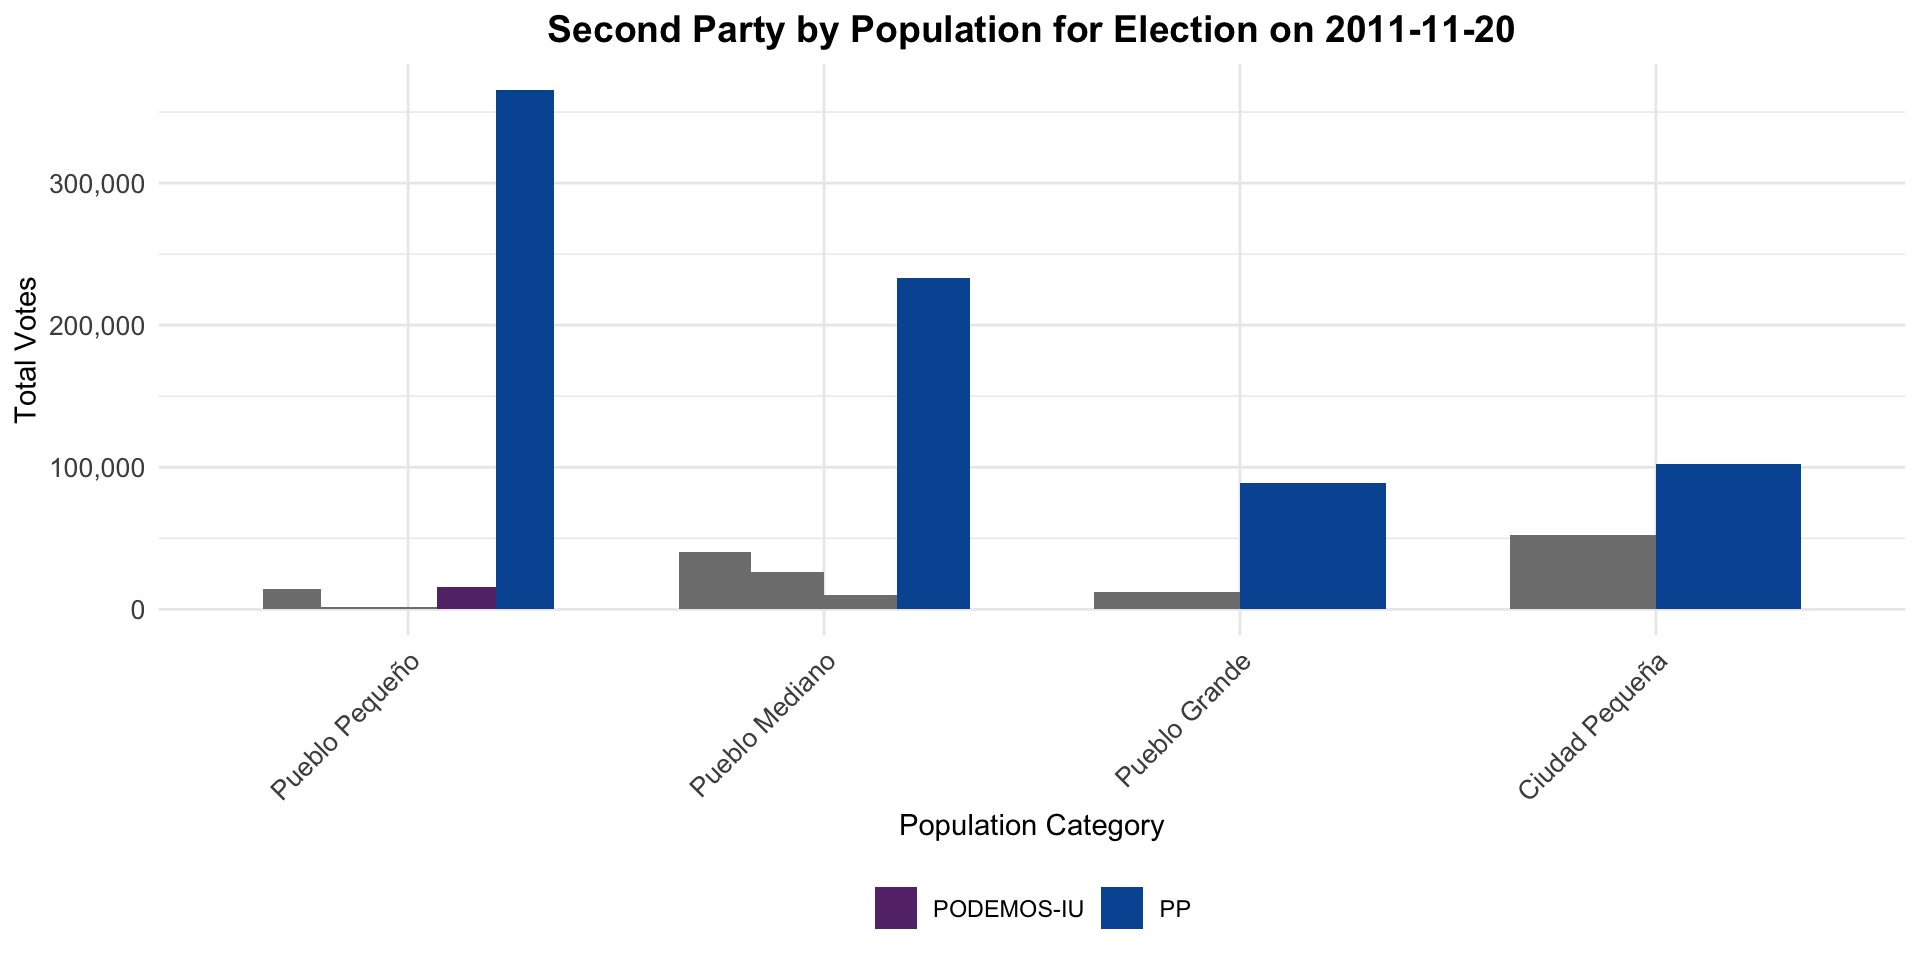 Second Party by Population for Election on 2011-11-20
Total Votes
300,000
200,000
100,000
0
Pueblo Pequeño
Pueblo Mediano
Pueblo Grande
Ciudad Pequeña
Population Category
PODEMOS-IU
PP